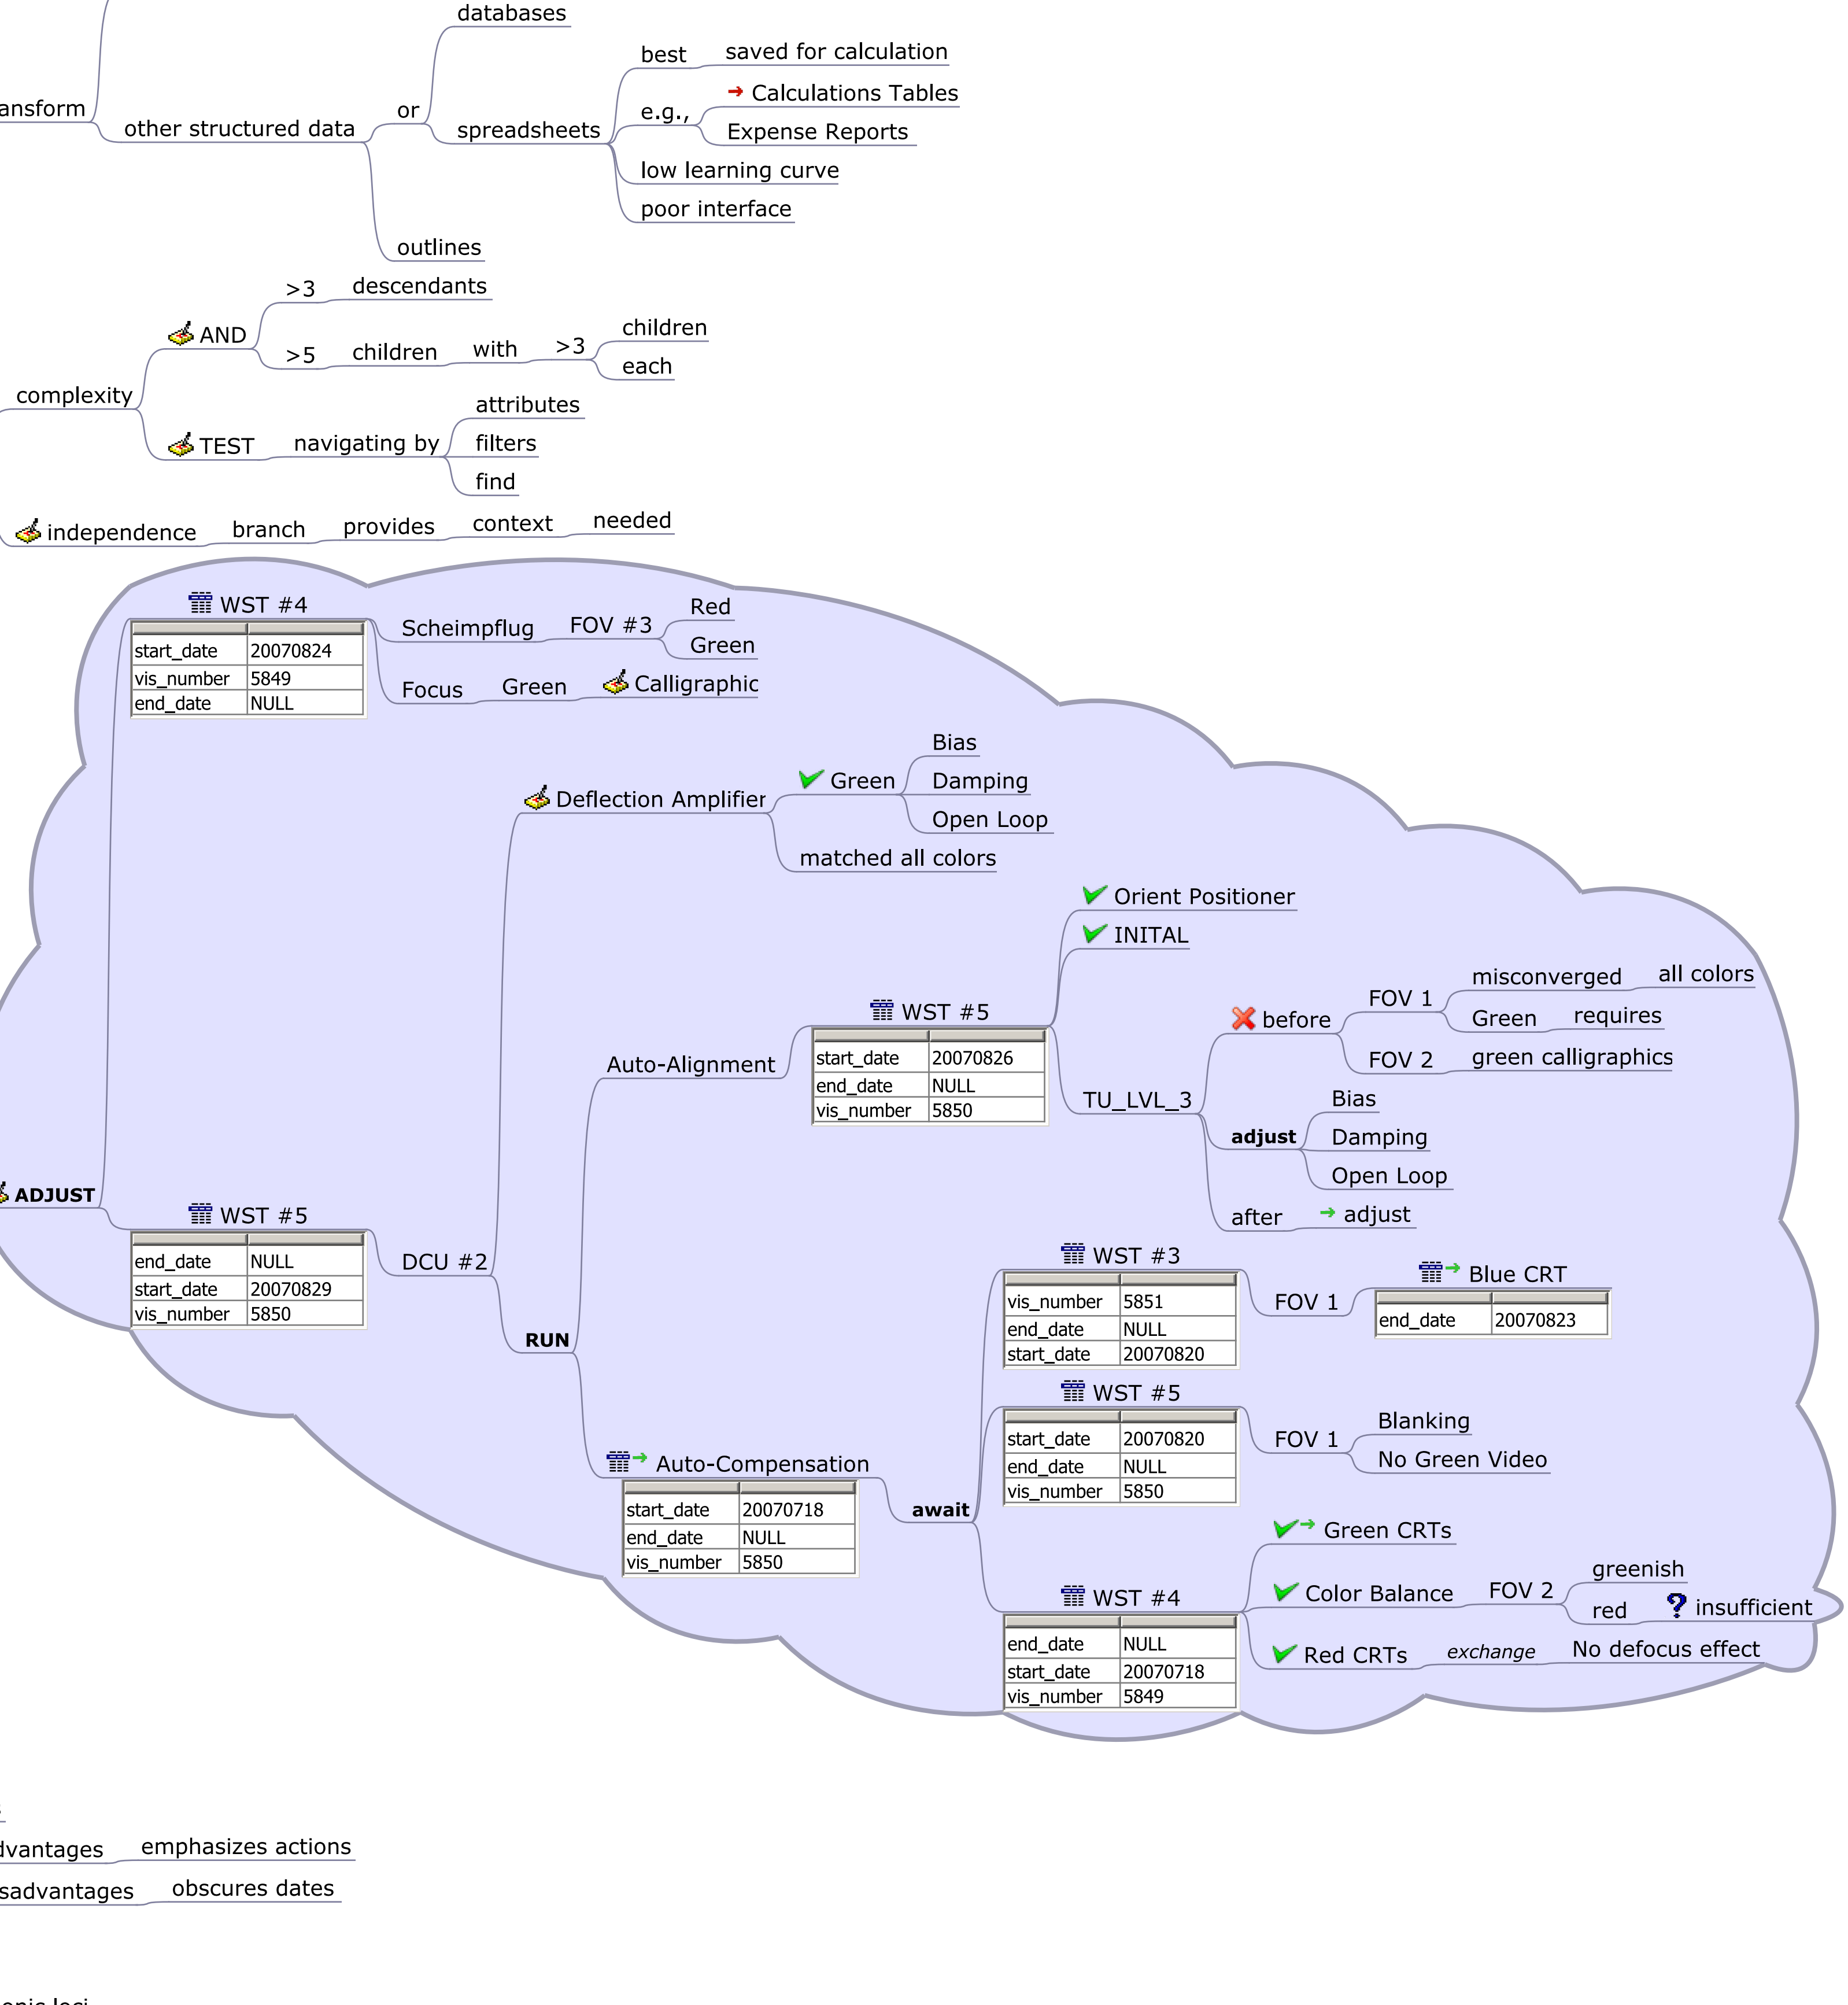 databases
best saved for calculation
ansform
other structured data
or
spreadsheets
e.g.,
Calculations Tables
Expense Reports
low learning curve
poor interface
outlines
complexity
AND
>3 descendants
>5 children with >3
children
each
TEST navigating by
attributes
filters
find
independence branch provides context needed
ADJUST
WST #4
start_date 20070824
vis_number 5849
end_date NULL
Scheimpflug FOV #3
Red
Green
Focus Green Calligraphic
WST #5
end_date NULL
start_date 20070829
vis_number 5850
DCU #2
Deflection Amplifier
Green
Bias
Damping
Open Loop
matched all colors
RUN
Auto-Alignment
WST #5
start_date 20070826
end_date NULL
vis_number 5850
Orient Positioner
INITAL
TU_LVL_3
before
FOV 1
misconverged all colors
Green requires
FOV 2 green calligraphics
adjust
Bias
Damping
Open Loop
after adjust
Auto-Compensation
start_date 20070718
end_date NULL
vis_number 5850
await
WST #3
vis_number 5851
end_date NULL
start_date 20070820
FOV 1
Blue CRT
end_date 20070823
WST #5
start_date 20070820
end_date NULL
vis_number 5850
FOV 1
Blanking
No Green Video
WST #4
end_date NULL
start_date 20070718
vis_number 5849
Green CRTs
Color Balance FOV 2
greenish
red ? insufficient
Red CRTs exchange No defocus effect
dvantages emphasizes actions
sadvantages obscures dates